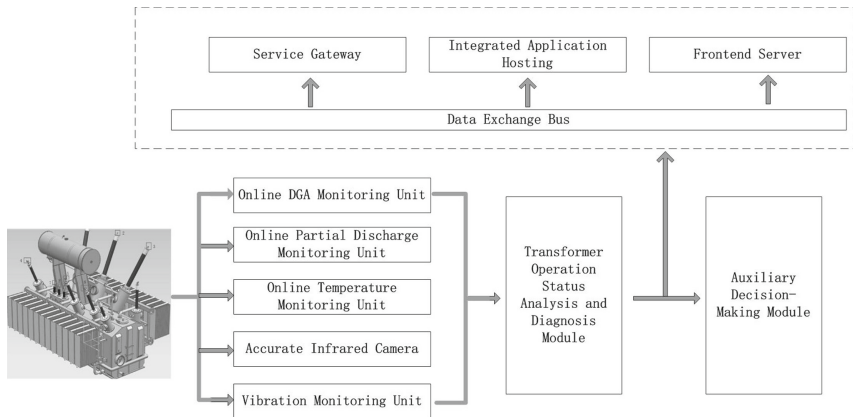 Service Gateway
Integrated Application
Hosting
Frontend Server
Data Exchange Bus
Online DGA Monitoring Unit
Online Partial Discharge
Monitoring Unit
Online Temperature
Monitoring Unit
Accurate Infrared Camera
Vibration Monitoring Unit
Transformer
Operation
Status
Analysis and
Diagnosis
Module
Auxiliary
Decision-
Making Module